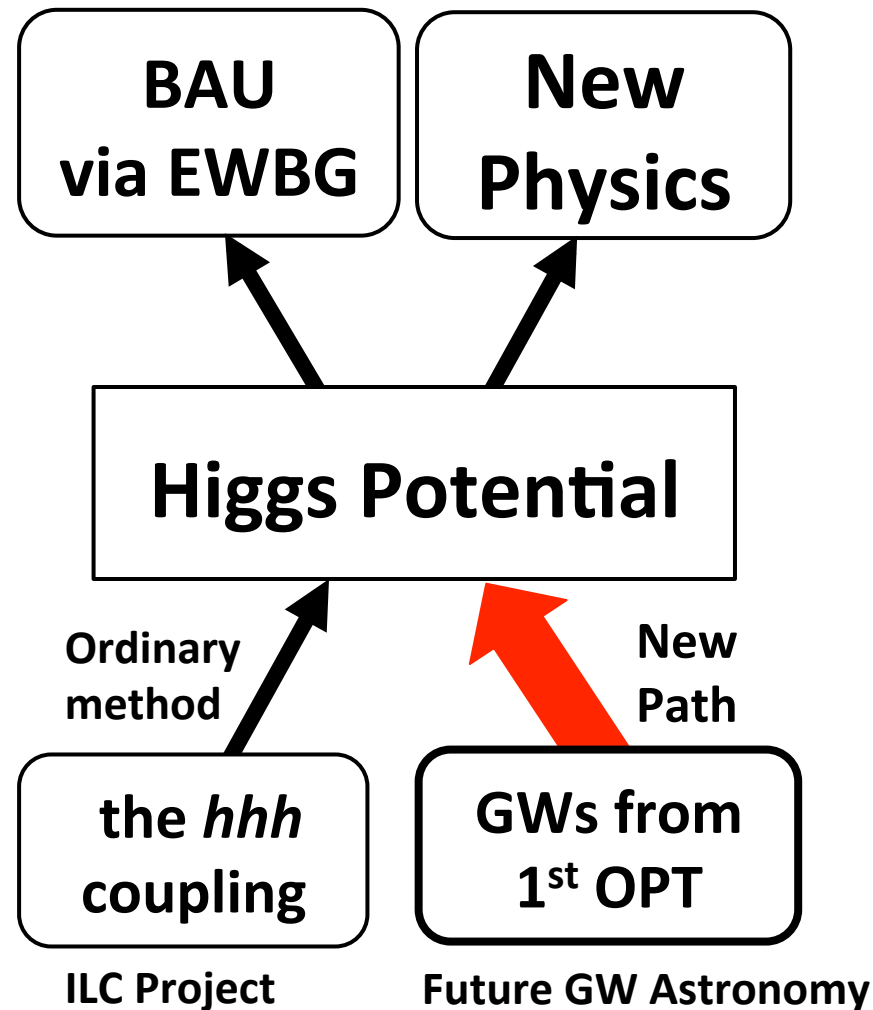 BAU
via EWBG
New
Physics
Higgs Potential
Ordinary
method
New
Path
the hhh
coupling
GWs from
1st OPT
ILC Project
Future GW Astronomy